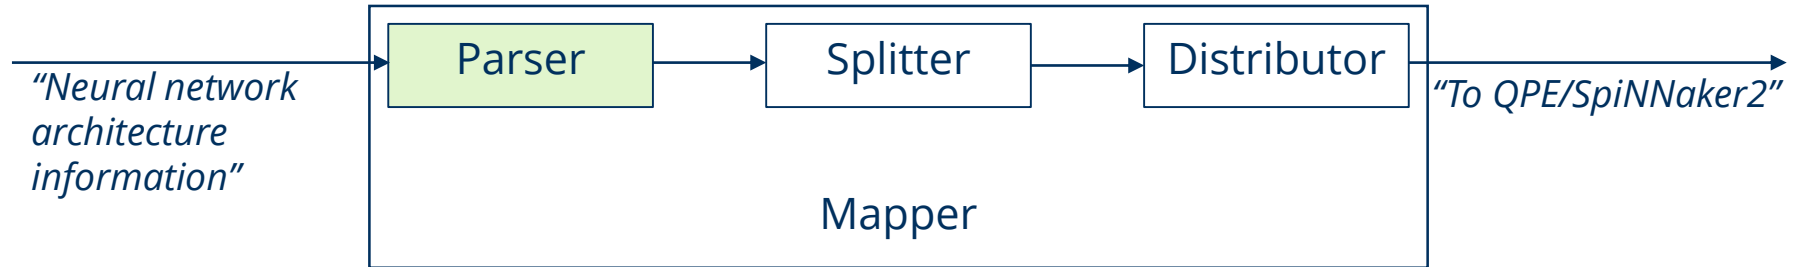 Parser
Splitter
Distributor
“Neural network
architecture
information”
“To QPE/SpiNNaker2”
Mapper